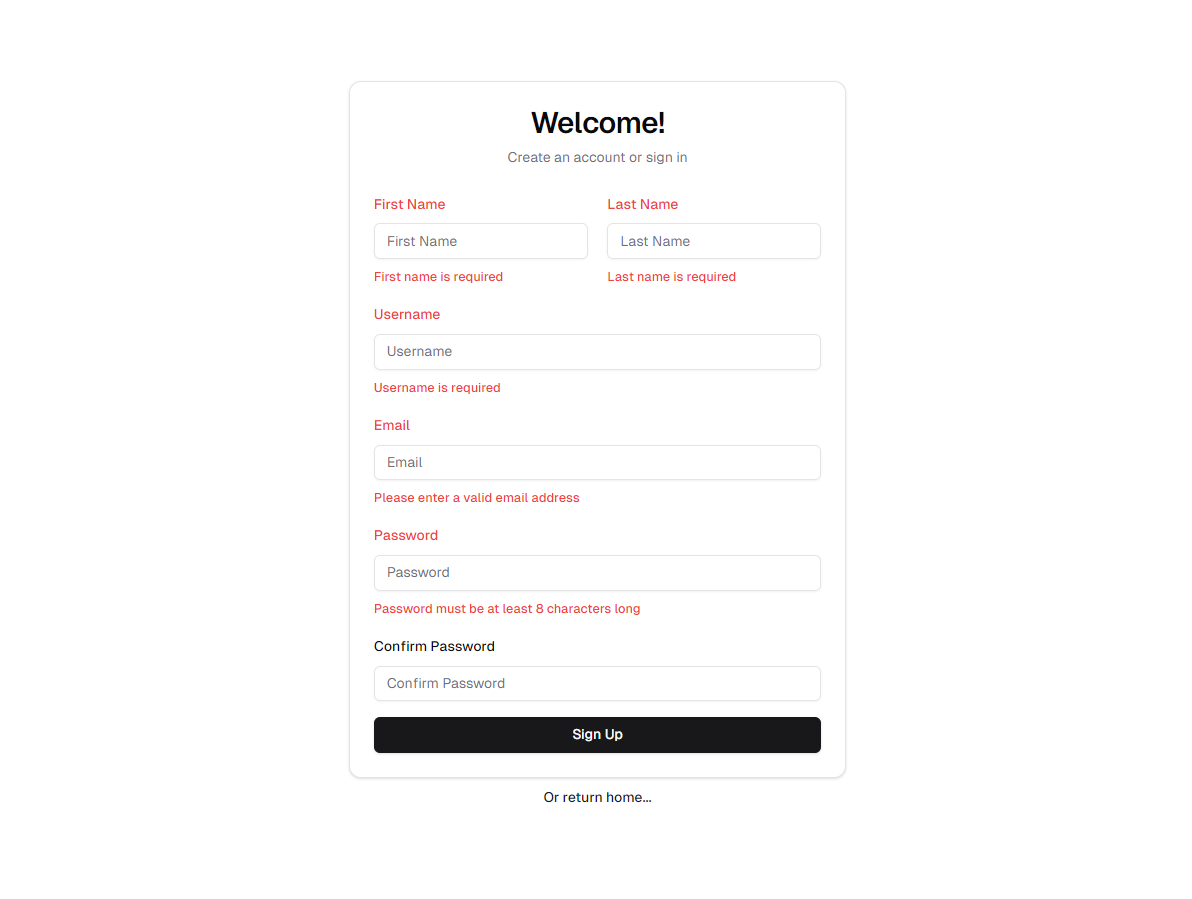 Welcome!
Create an account or sign in
First Name
Last Name
First Name
Last Name
First name is required
Last name is required
Username
Username
Username is required
Email
Email
Please enter a valid email address
Password
Password
Password must be at least 8 characters long
Confirm Password
Confirm Password
Sign Up
Or return home...